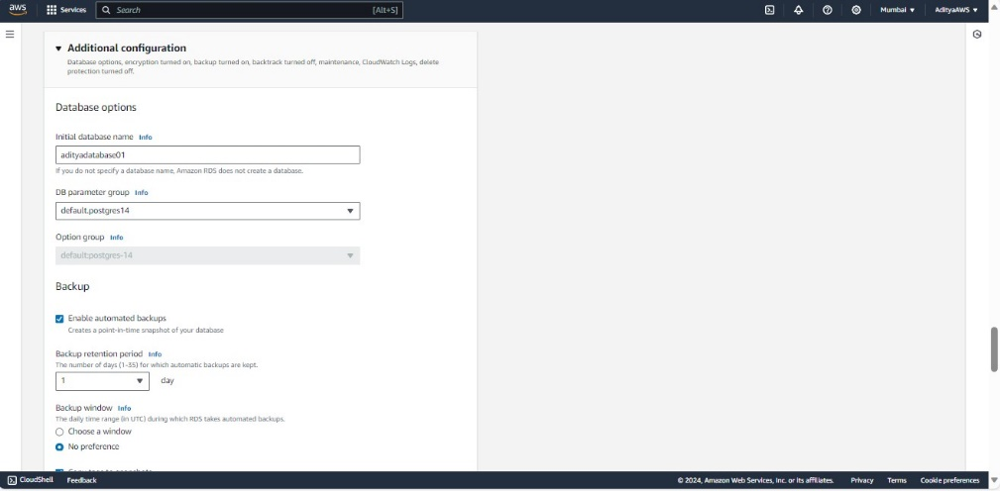 aws
Services
Search
[Alt+S]
Mumbai
AdityaAWS
Additional configuration
Database options, encryption turned on, backup turned on, backtrack turned off, maintenance, CloudWatch Logs, delete
protection turned off.
Database options
Initial database name Info
adityadatabase01
If you do not specify a database name, Amazon RDS does not create a database.
DB parameter group Info
default.postgres14
Option group Info
default:postgres-14
Backup
Enable automated backups
Creates a point-in-time snapshot of your database
Backup retention period Info
The number of days (1-35) for which automatic backups are kept.
1 day
Backup window Info
The daily time range (in UTC) during which RDS takes automated backups.
Choose a window
No preference
CloudShell Feedback © 2024, Amazon Web Services, Inc. or its affiliates. Privacy Terms Cookie preferences